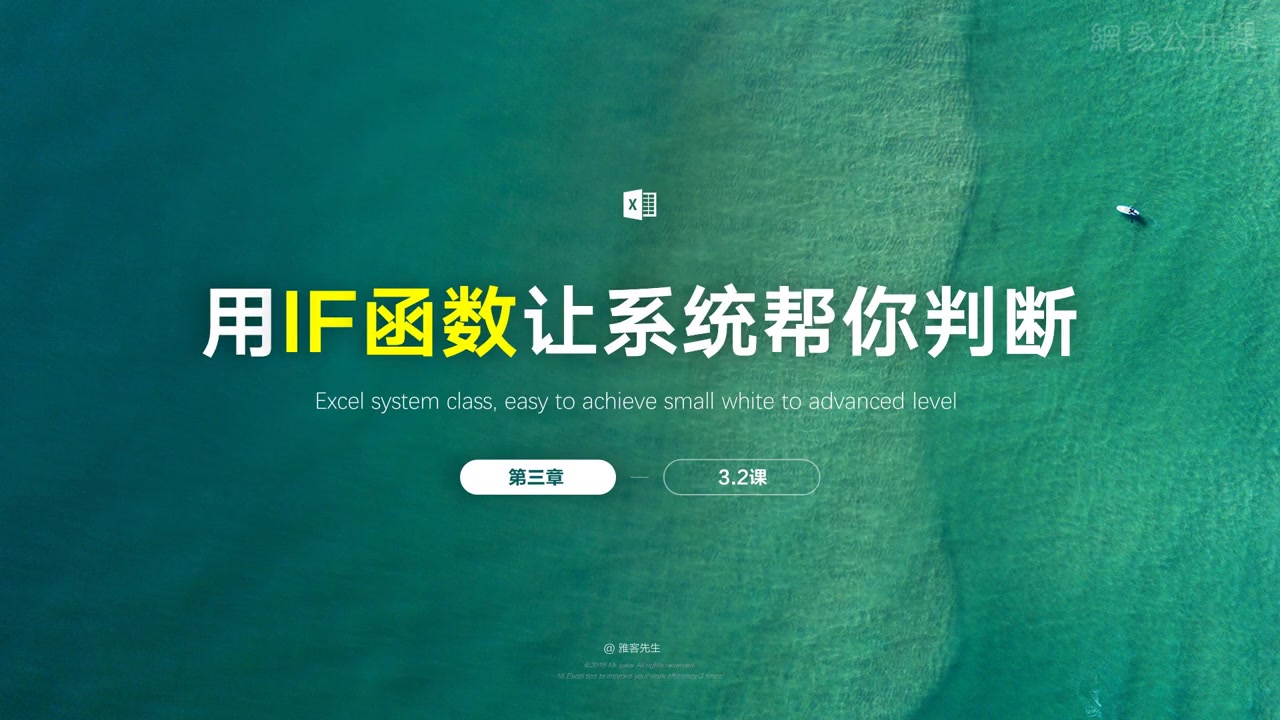 網易公开課
X
用IF函数让系统帮你判断
Excel system class, easy to achieve small white to advanced level
第三章
3.2课
@ 雅客先生
©2018 Mr.yake All rights reserved.
16 Excel tips to improve your work efficiency 3 times!